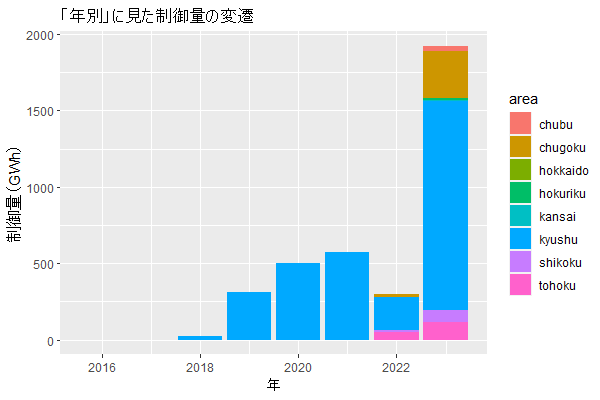 「年別」に見た制御量の変遷
制御量 (GWh)
2000
1500
1000
500
0
2016
2018
2020
2022
年
area
chubu
chugoku
hokkaido
hokuriku
kansai
kyushu
shikoku
tohoku